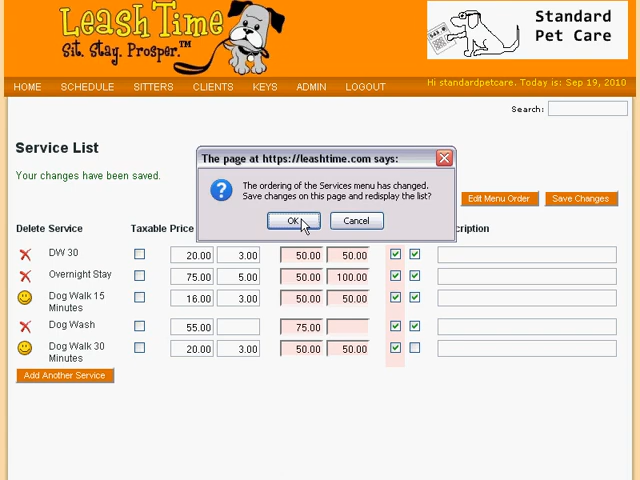 LeashTime
Sit. Stay. Prosper.™
Standard
Pet Care
HOME SCHEDULE SITTERS CLIENTS KEYS ADMIN LOGOUT
Hi standardpetcare. Today is: Sep 19, 2010
Search:
Service List
Your changes have been saved.
The page at https://leashtime.com says:
The ordering of the Services menu has changed.
Save changes on this page and redisplay the list?
OK Cancel
Edit Menu Order Save Changes
Delete Service Taxable Price cription
DW 30 20.00 3.00 50.00 50.00
Overnight Stay 75.00 5.00 50.00 100.00
Dog Walk 15 Minutes 16.00 3.00 50.00 50.00
Dog Wash 55.00 75.00
Dog Walk 30 Minutes 20.00 3.00 50.00 50.00
Add Another Service